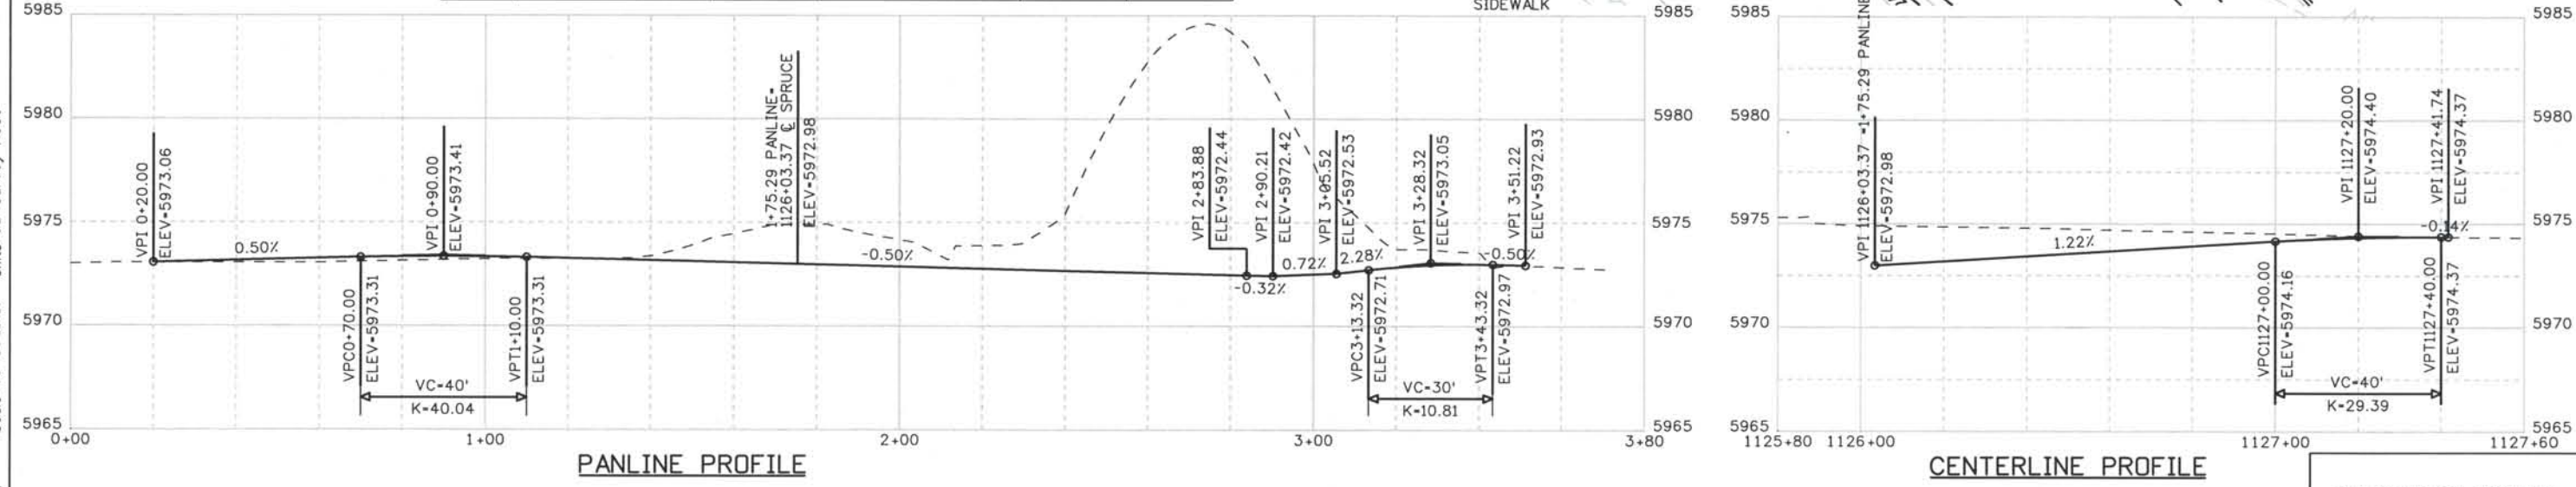 SIDEWALK
5985
5980
5975
5970
5965
VPI 0+20.00
ELEV=5973.06
0.50%
VPC0+70.00
ELEV=5973.31
VPI 0+90.00
ELEV=5973.41
VPT1+10.00
ELEV=5973.31
VC=40'
K=40.04
1+75.29 PANLINE=
1126+03.37 ℄ SPRUCE
ELEV=5972.98
-0.50%
VPI 2+83.88
ELEV=5972.44
-0.32%
VPI 2+90.21
ELEV=5972.42
0.72%
VPI 3+05.52
ELEV=5972.53
2.28%
VPC3+13.32
ELEV=5972.71
VPI 3+28.32
ELEV=5973.05
-0.50%
VPT3+43.32
ELEV=5972.97
VPI 3+51.22
ELEV=5972.93
VC=30'
K=10.81
5985
5980
5975
5970
5965
0+00
1+00
2+00
3+00
3+80
PANLINE PROFILE
5985
5980
5975
5970
5965
VPI 1126+03.37 =1+75.29 PANLINE
ELEV=5972.98
1.22%
VPC1127+00.00
ELEV=5974.16
VPI 1127+20.00
ELEV=5974.40
VPT1127+40.00
ELEV=5974.37
VPI 1127+41.74
ELEV=5974.37
-0.14%
VC=40'
K=29.39
5985
5980
5975
5970
5965
1125+80
1126+00
1127+00
1127+60
CENTERLINE PROFILE